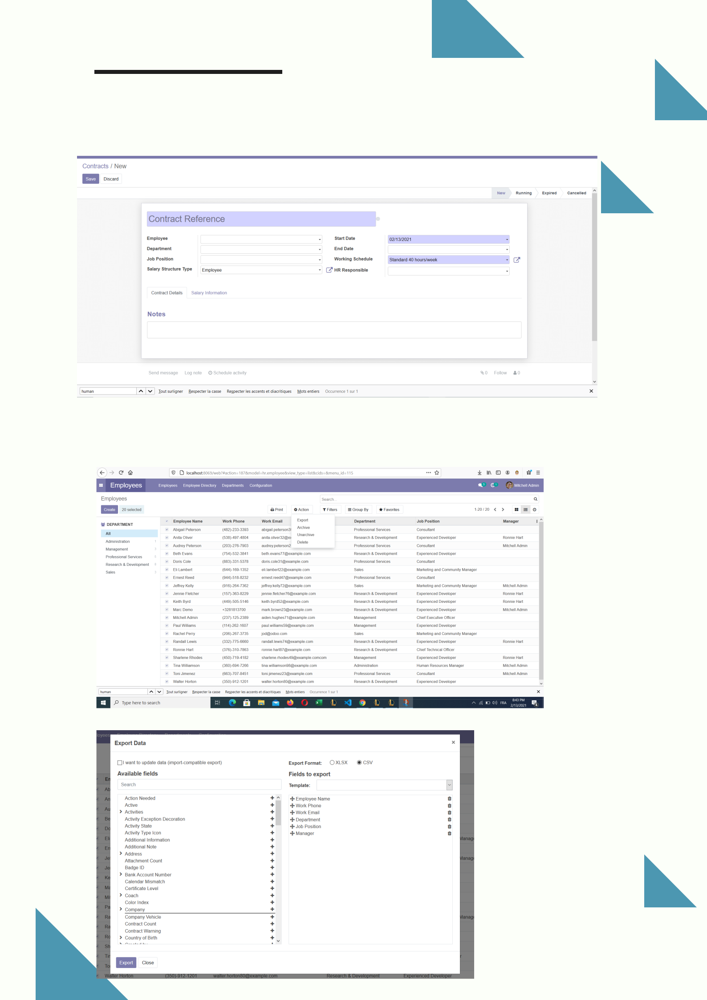 Contracts / New
Save Discard
New Running Expired Cancelled
Contract Reference
Employee Start Date 02/13/2021
Department End Date
Job Position Working Schedule Standard 40 hours/week
Salary Structure Type Employee HR Responsible
Contract Details Salary Information
Notes
Send message Log note Schedule activity 0 Follow 0
human Tout surligner Respecter la casse Respecter les accents et diacritiques Mots entiers Occurrence 1 sur 1
localhost:8069/web?#action=187&model=hr.employee&view_type=list&cids=&menu_id=115
Employees Employees Employee Directory Departments Configuration 5 1 Mitchell Admin
Employees Search...
Create 20 selected Print Action Filters Group By Favorites 1-20 / 20
Export
Archive
Unarchive
Delete
DEPARTMENT
All
Administration 1
Management 3
Professional Services 5
Research & Development 8
Sales 3
Employee Name Work Phone Work Email Department Job Position Manager
Abigail Peterson (482)-233-3393 abigail.peterson39 Professional Services Consultant
Anita Oliver (538)-497-4804 anita.oliver32@ex Research & Development Experienced Developer Ronnie Hart
Audrey Peterson (203)-276-7903 audrey.peterson2 Professional Services Consultant Mitchell Admin
Beth Evans (754)-532-3841 beth.evans77@example.com Research & Development Experienced Developer
Doris Cole (883)-331-5378 doris.cole31@example.com Professional Services Consultant
Eli Lambert (644)-169-1352 eli.lambert22@example.com Sales Marketing and Community Manager
Ernest Reed (944)-518-8232 ernest.reed47@example.com Professional Services Consultant
Jeffrey Kelly (916)-264-7362 jeffrey.kelly72@example.com Sales Marketing and Community Manager Mitchell Admin
Jennie Fletcher (157)-363-8229 jennie.fletcher76@example.com Research & Development Experienced Developer Ronnie Hart
Keith Byrd (449)-505-5146 keith.byrd52@example.com Research & Development Experienced Developer Ronnie Hart
Marc Demo +3281813700 mark.brown23@example.com Research & Development Experienced Developer Mitchell Admin
Mitchell Admin (237)-125-2389 aiden.hughes71@example.com Management Chief Executive Officer
Paul Williams (114)-262-1607 paul.williams59@example.com Management Experienced Developer
Rachel Perry (206)-267-3735 jod@odoo.com Sales Marketing and Community Manager
Randall Lewis (332)-775-6660 randall.lewis74@example.com Research & Development Experienced Developer Ronnie Hart
Ronnie Hart (376)-310-7863 ronnie.hart87@example.com Research & Development Chief Technical Officer
Sharlene Rhodes (450)-719-4182 sharlene.rhodes49@example.comcom Management Experienced Developer Ronnie Hart
Tina Williamson (360)-694-7266 tina.williamson98@example.com Administration Human Resources Manager Mitchell Admin
Toni Jimenez (663)-707-8451 toni.jimenez23@example.com Professional Services Consultant Mitchell Admin
Walter Horton (350)-912-1201 walter.horton80@example.com Research & Development Experienced Developer
human Tout surligner Respecter la casse Respecter les accents et diacritiques Mots entiers Occurrence 1 sur 1
Type here to search FRA 8:43 PM
2/13/2021 4
Export Data
I want to update data (import-compatible export) Export Format: XLSX CSV
Available fields Fields to export
Search Template:
Action Needed
Active
Activities
Activity Exception Decoration
Activity State
Activity Type Icon
Additional Information
Additional Note
Address
Attachment Count
Badge ID
Bank Account Number
Calendar Mismatch
Certificate Level
Coach
Color Index
Company
Company Vehicle
Contract Count
Contract Warning
Country of Birth
Created by
Employee Name
Work Phone
Work Email
Department
Job Position
Manager
Export Close
Walter Horton (350)-912-1201 walter.horton80@example.com Research & Development Experienced Developer